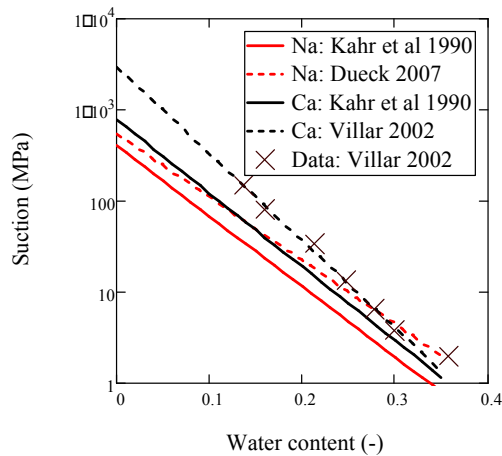 1□10⁴
Na: Kahr et al 1990
Na: Dueck 2007
Ca: Kahr et al 1990
Ca: Villar 2002
Data: Villar 2002
1□10³
100
10
1
Suction (MPa)
0
0.1
0.2
0.3
0.4
Water content (-)